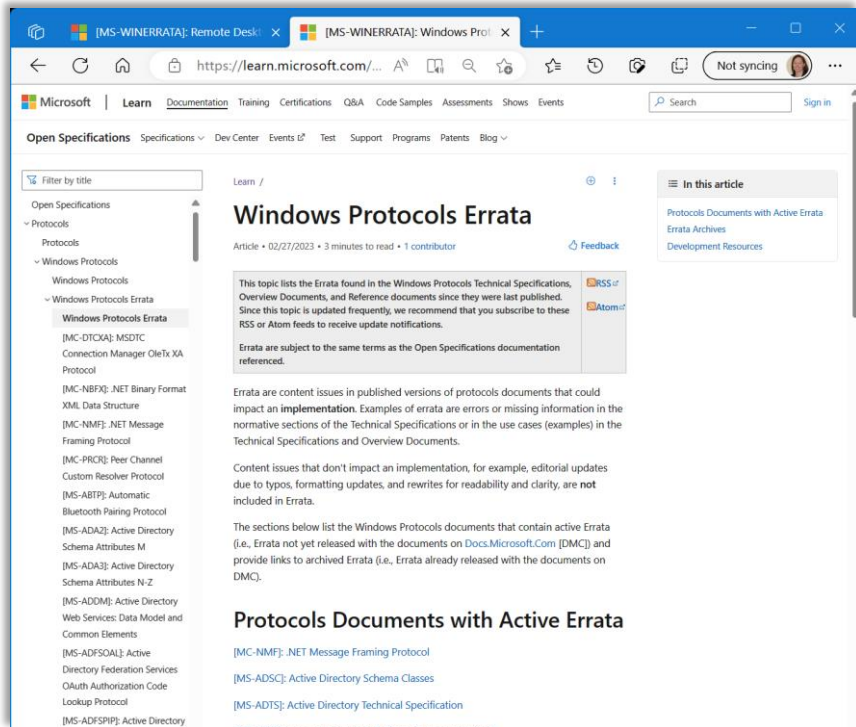 [MS-WINERRATA]: Remote Deskt
[MS-WINERRATA]: Windows Prot
https://learn.microsoft.com/...
Not syncing
Microsoft | Learn Documentation Training Certifications Q&A Code Samples Assessments Shows Events
Search
Sign in
Open Specifications Specifications Dev Center Events Test Support Programs Patents Blog
Filter by title
Open Specifications
Protocols
Protocols
Windows Protocols
Windows Protocols
Windows Protocols Errata
Windows Protocols Errata
[MC-DTCXA]: MSDTC
Connection Manager OleTx XA
Protocol
[MC-NBFX]: .NET Binary Format
XML Data Structure
[MC-NMF]: .NET Message
Framing Protocol
[MC-PRCR]: Peer Channel
Custom Resolver Protocol
[MS-ABTP]: Automatic
Bluetooth Pairing Protocol
[MS-ADA2]: Active Directory
Schema Attributes M
[MS-ADA3]: Active Directory
Schema Attributes N-Z
[MS-ADDM]: Active Directory
Web Services: Data Model and
Common Elements
[MS-ADFSOAL]: Active
Directory Federation Services
OAuth Authorization Code
Lookup Protocol
[MS-ADFSPIP]: Active Directory
Learn /
Windows Protocols Errata
Article • 02/27/2023 • 3 minutes to read • 1 contributor
Feedback
This topic lists the Errata found in the Windows Protocols Technical Specifications,
Overview Documents, and Reference documents since they were last published.
Since this topic is updated frequently, we recommend that you subscribe to these
RSS or Atom feeds to receive update notifications.
Errata are subject to the same terms as the Open Specifications documentation
referenced.
RSS
Atom
Errata are content issues in published versions of protocols documents that could
impact an implementation. Examples of errata are errors or missing information in the
normative sections of the Technical Specifications or in the use cases (examples) in the
Technical Specifications and Overview Documents.
Content issues that don't impact an implementation, for example, editorial updates
due to typos, formatting updates, and rewrites for readability and clarity, are not
included in Errata.
The sections below list the Windows Protocols documents that contain active Errata
(i.e., Errata not yet released with the documents on Docs.Microsoft.Com [DMC]) and
provide links to archived Errata (i.e., Errata already released with the documents on
DMC).
Protocols Documents with Active Errata
[MC-NMF]: .NET Message Framing Protocol
[MS-ADSC]: Active Directory Schema Classes
[MS-ADTS]: Active Directory Technical Specification
In this article
Protocols Documents with Active Errata
Errata Archives
Development Resources